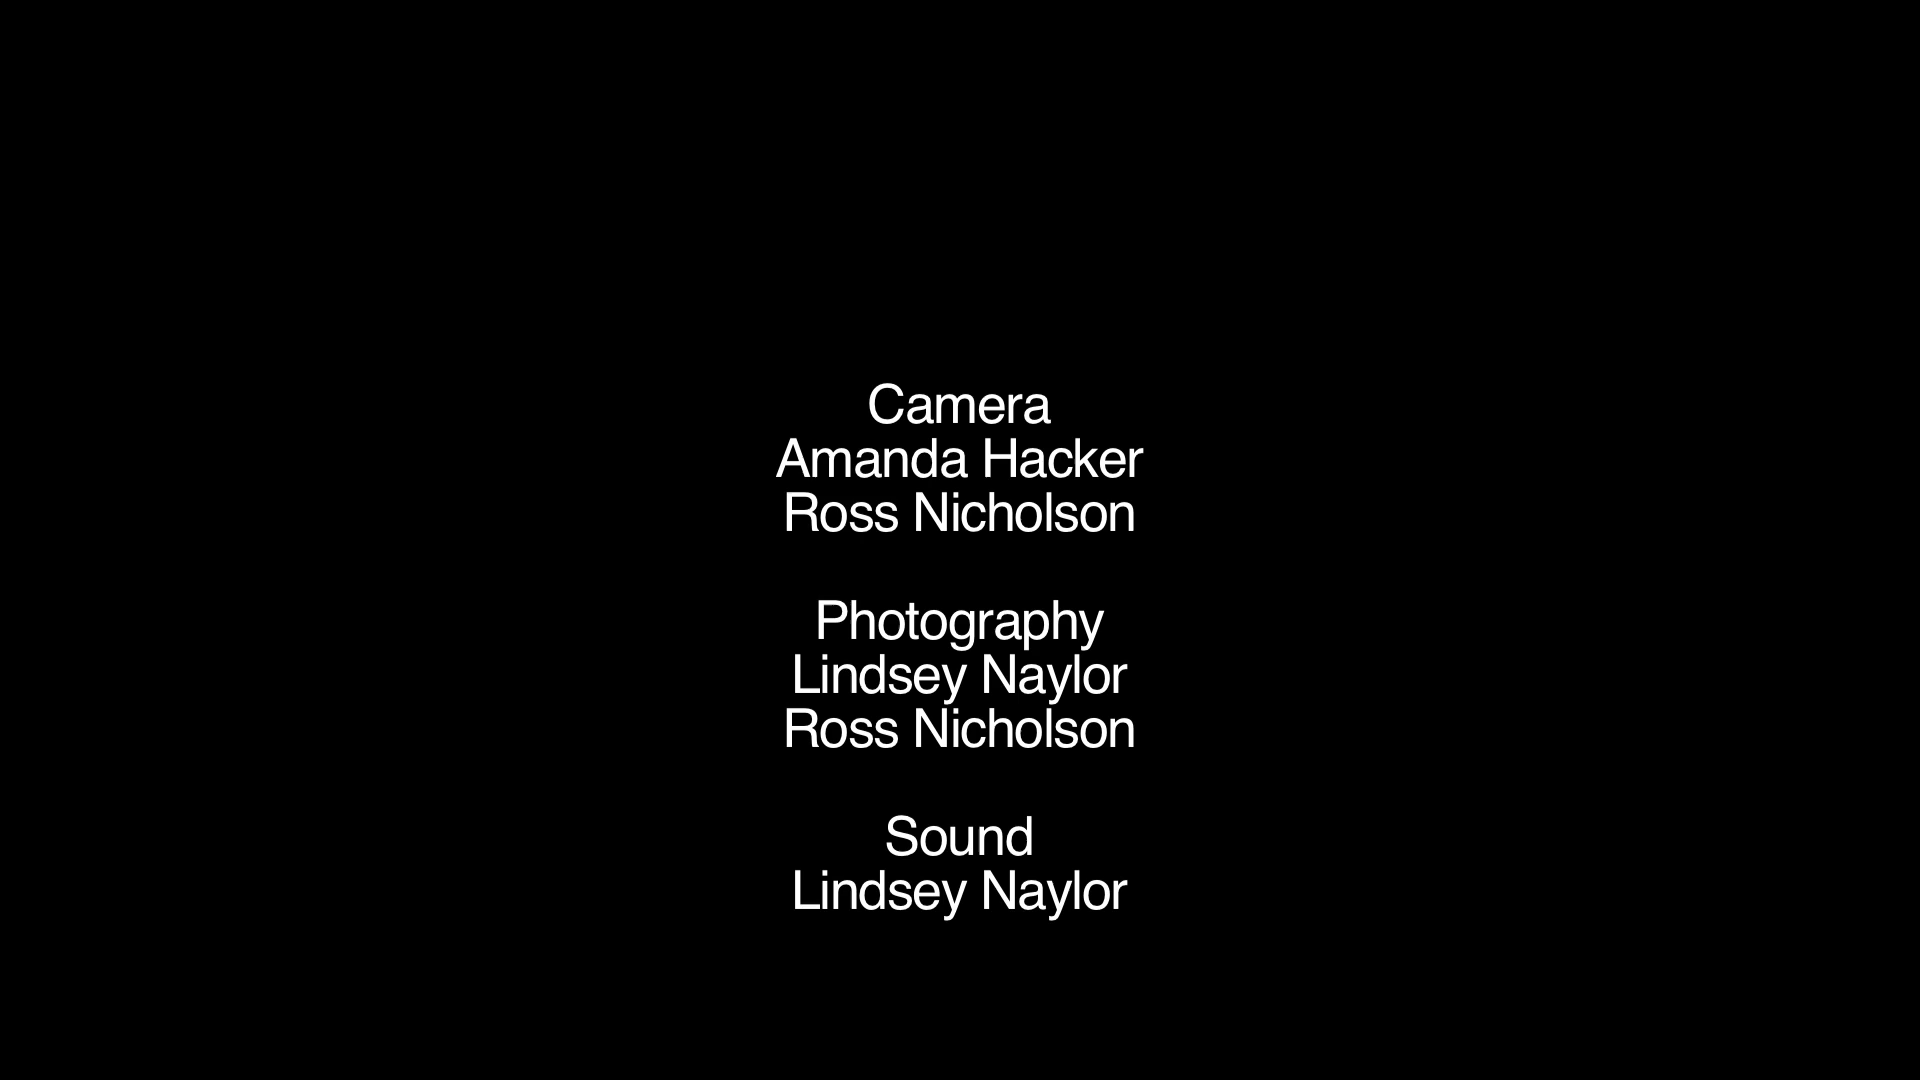 Camera
Amanda Hacker
Ross Nicholson
Photography
Lindsey Naylor
Ross Nicholson
Sound
Lindsey Naylor